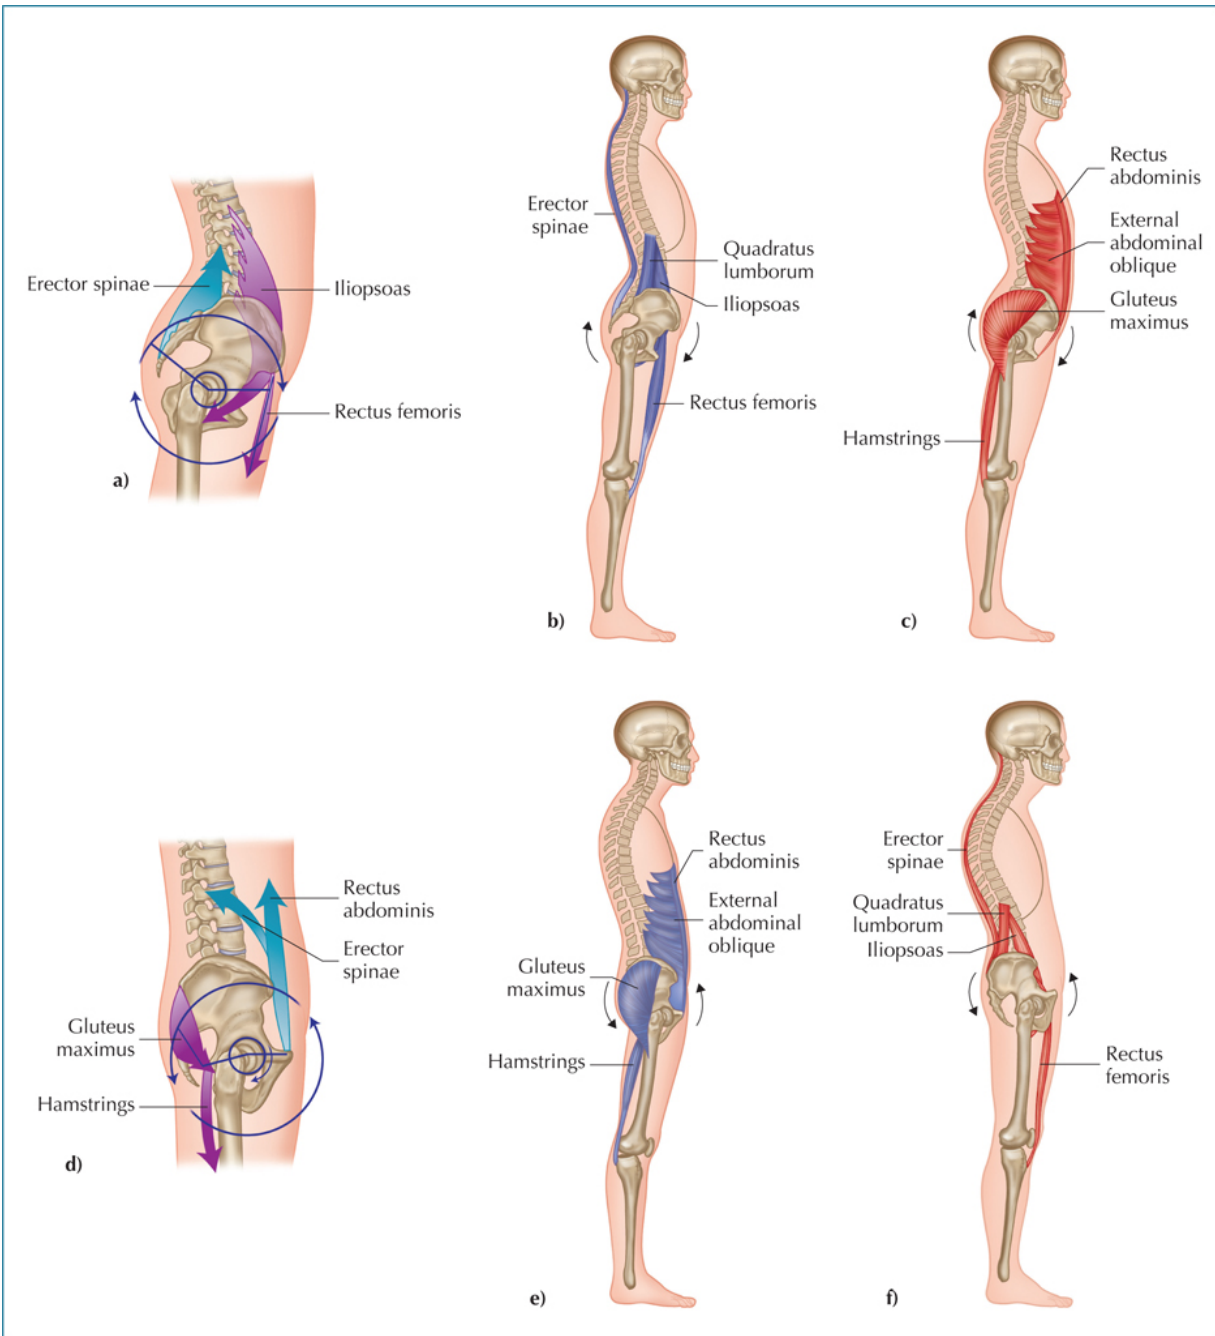 Erector spinae
Iliopsoas
Rectus femoris
a)
Erector
spinae
Quadratus
lumborum
Iliopsoas
Rectus femoris
b)
Rectus
abdominis
External
abdominal
oblique
Gluteus
maximus
Hamstrings
c)
Rectus
abdominis
Erector
spinae
Gluteus
maximus
Hamstrings
d)
Rectus
abdominis
External
abdominal
oblique
Gluteus
maximus
Hamstrings
e)
Erector
spinae
Quadratus
lumborum
Iliopsoas
Rectus
femoris
f)